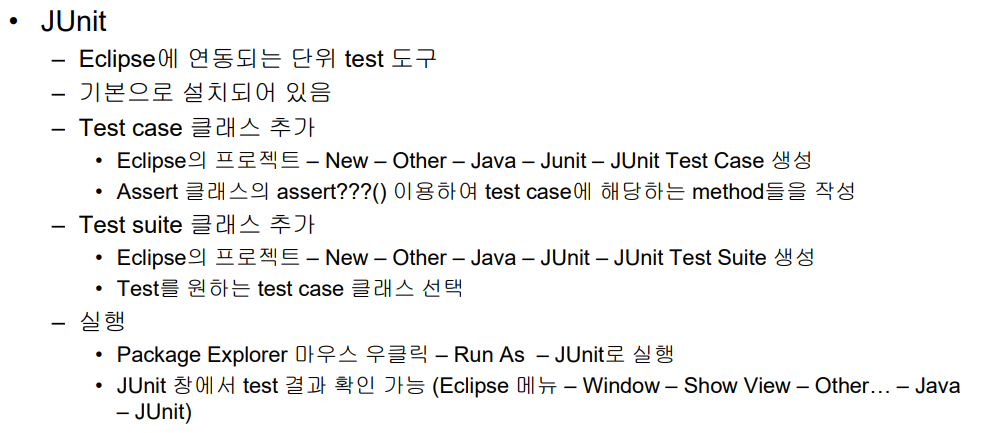 • JUnit
– Eclipse에 연동되는 단위 test 도구
– 기본으로 설치되어 있음
– Test case 클래스 추가
• Eclipse의 프로젝트 – New – Other – Java – Junit – JUnit Test Case 생성
• Assert 클래스의 assert???() 이용하여 test case에 해당하는 method들을 작성
– Test suite 클래스 추가
• Eclipse의 프로젝트 – New – Other – Java – JUnit – JUnit Test Suite 생성
• Test를 원하는 test case 클래스 선택
– 실행
• Package Explorer 마우스 우클릭 – Run As – JUnit로 실행
• JUnit 창에서 test 결과 확인 가능 (Eclipse 메뉴 – Window – Show View – Other… – Java
– JUnit)